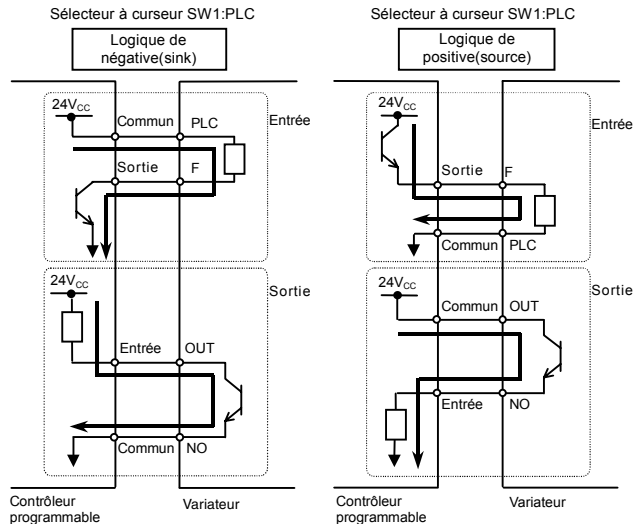 Sélecteur à curseur SW1:PLC
Logique de
négative(sink)
24VCC
Commun
PLC
Entrée
Sortie
F
24VCC
Sortie
Entrée
OUT
Commun
NO
Contrôleur
programmable
Variateur
Sélecteur à curseur SW1:PLC
Logique de
positive(source)
24VCC
Entrée
Sortie
F
Commun
PLC
24VCC
Sortie
Commun
OUT
Entrée
NO
Contrôleur
programmable
Variateur